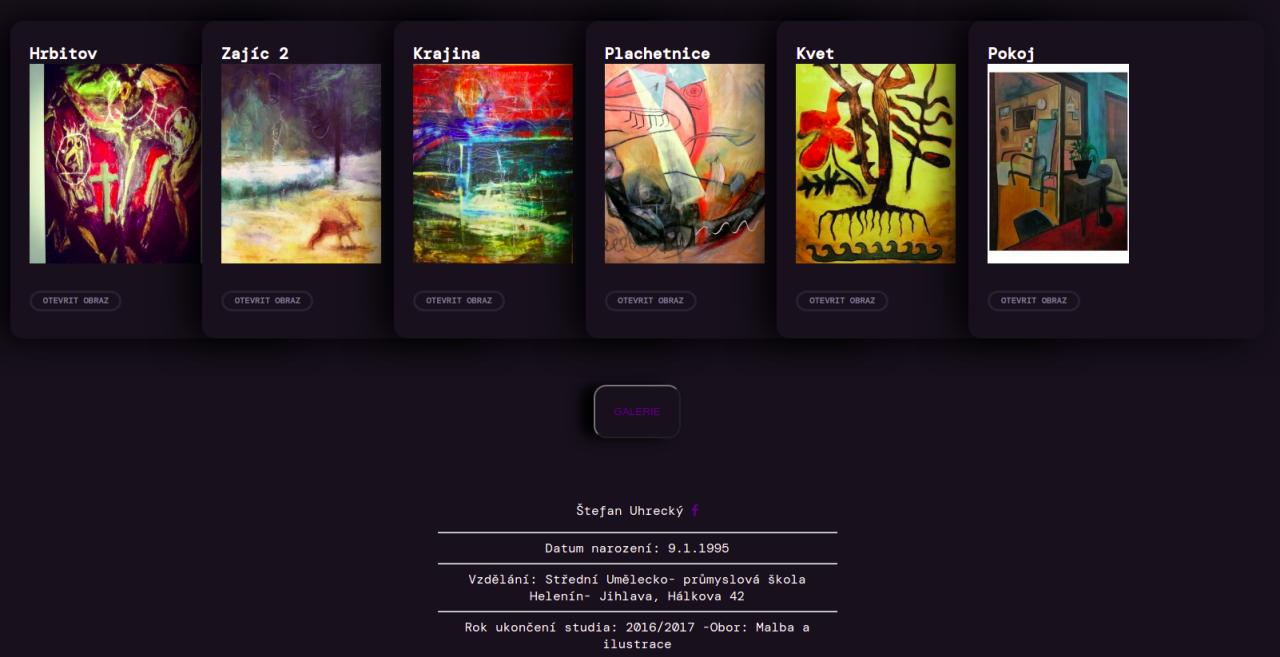 Hrbitov
Zajíc 2
Krajina
Plachetnice
Kvet
Pokoj
OTEVRIT OBRAZ
OTEVRIT OBRAZ
OTEVRIT OBRAZ
OTEVRIT OBRAZ
OTEVRIT OBRAZ
OTEVRIT OBRAZ
GALERIE
Štefan Uhrecký f
Datum narození: 9.1.1995
Vzdělání: Střední Umělecko- průmyslová škola
Helenín- Jihlava, Hálkova 42
Rok ukončení studia: 2016/2017 -Obor: Malba a
ilustrace